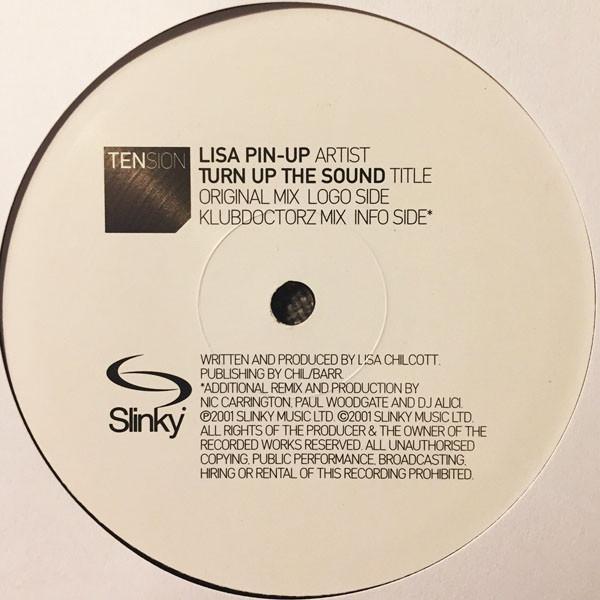 TENSION
LISA PIN-UP ARTIST
TURN UP THE SOUND TITLE
ORIGINAL MIX LOGO SIDE
KLUBDOCTORZ MIX INFO SIDE*
Slinky
WRITTEN AND PRODUCED BY LISA CHILCOTT.
PUBLISHING BY CHIL/BARR.
*ADDITIONAL REMIX AND PRODUCTION BY
NIC CARRINGTON, PAUL WOODGATE AND DJ ALICI.
℗2001 SLINKY MUSIC LTD. ©2001 SLINKY MUSIC LTD.
ALL RIGHTS OF THE PRODUCER & THE OWNER OF THE
RECORDED WORKS RESERVED. ALL UNAUTHORISED
COPYING, PUBLIC PERFORMANCE, BROADCASTING,
HIRING OR RENTAL OF THIS RECORDING PROHIBITED.